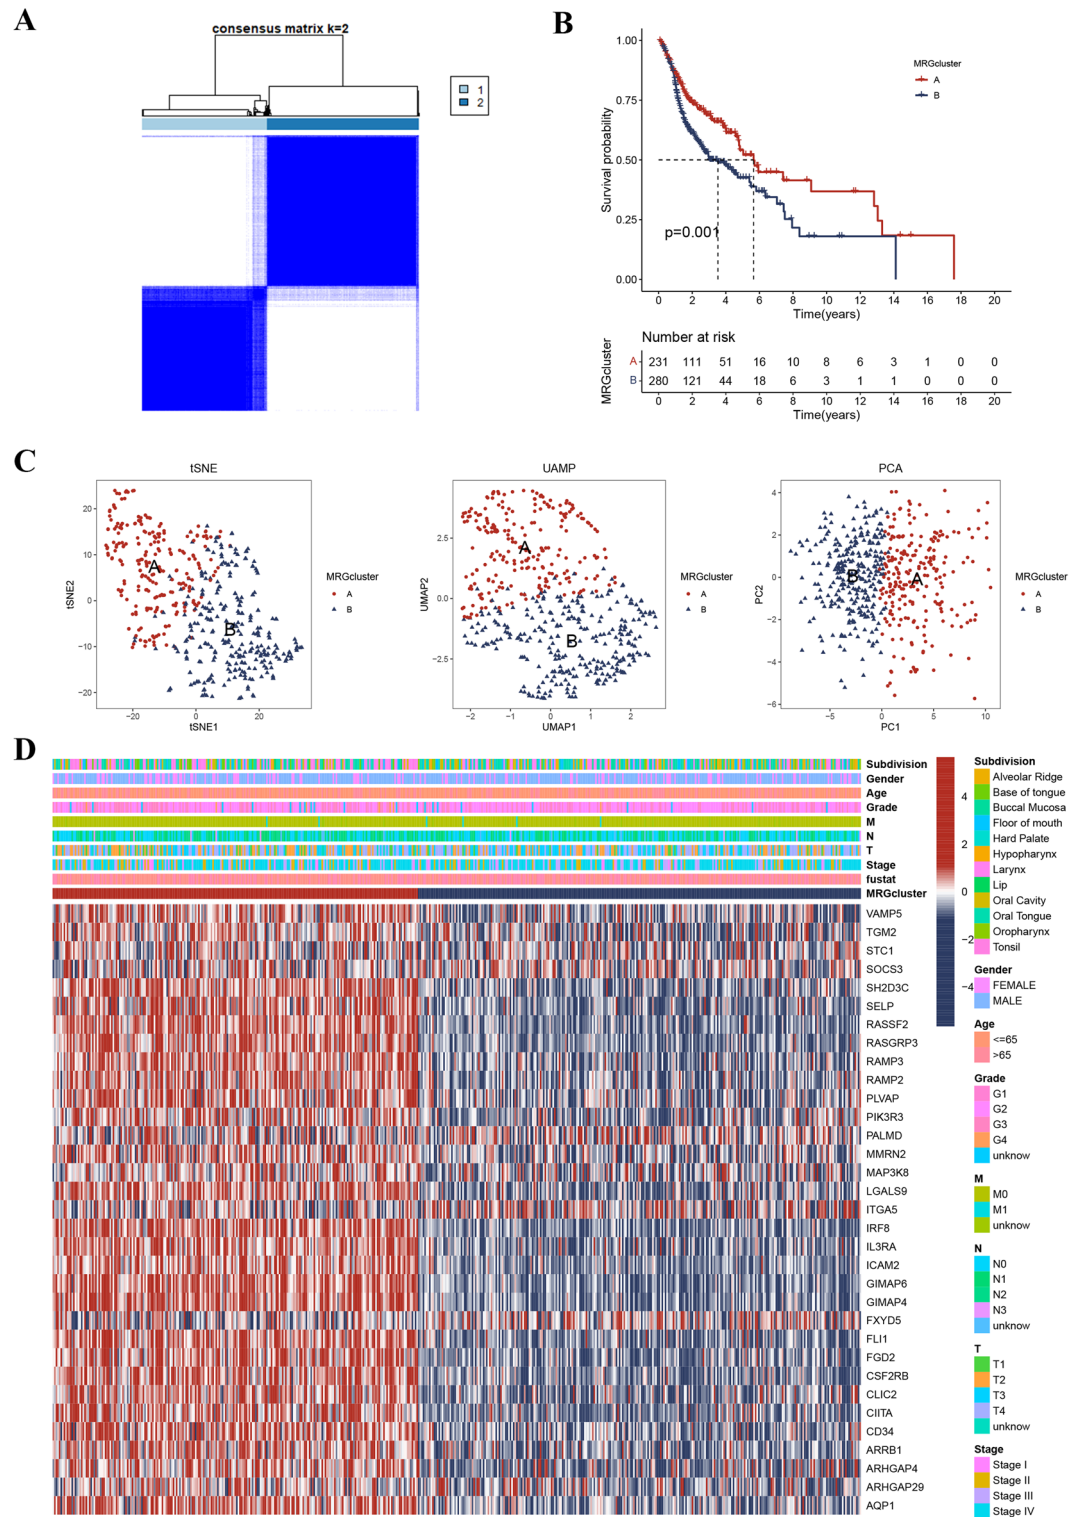 A
consensus matrix k=2
1
2
B
MRGcluster
A
B
Survival probability
1.00
0.75
0.50
0.25
0.00
p=0.001
0 2 4 6 8 10 12 14 16 18 20
Time(years)
Number at risk
MRGcluster
A 231 111 51 16 10 8 6 3 1 0 0
B 280 121 44 18 6 3 1 1 0 0 0
0 2 4 6 8 10 12 14 16 18 20
Time(years)
C
tSNE
tSNE2
20
10
0
−10
−20
A
B
−20 0 20
tSNE1
MRGcluster
A
B
UAMP
UMAP2
2.5
0.0
−2.5
A
B
−2 −1 0 1 2
UMAP1
MRGcluster
A
B
PCA
PC2
4
2
0
−2
−4
−6
B
A
−5 0 5 10
PC1
MRGcluster
A
B
D
Subdivision
Gender
Age
Grade
M
N
T
Stage
fustat
MRGcluster
VAMP5
TGM2
STC1
SOCS3
SH2D3C
SELP
RASSF2
RASGRP3
RAMP3
RAMP2
PLVAP
PIK3R3
PALMD
MMRN2
MAP3K8
LGALS9
ITGA5
IRF8
IL3RA
ICAM2
GIMAP6
GIMAP4
FXYD5
FLI1
FGD2
CSF2RB
CLIC2
CIITA
CD34
ARRB1
ARHGAP4
ARHGAP29
AQP1
4
2
0
−2
−4
Subdivision
Alveolar Ridge
Base of tongue
Buccal Mucosa
Floor of mouth
Hard Palate
Hypopharynx
Larynx
Lip
Oral Cavity
Oral Tongue
Oropharynx
Tonsil
Gender
FEMALE
MALE
Age
<=65
>65
Grade
G1
G2
G3
G4
unknow
M
M0
M1
unknow
N
N0
N1
N2
N3
unknow
T
T1
T2
T3
T4
unknow
Stage
Stage I
Stage II
Stage III
Stage IV